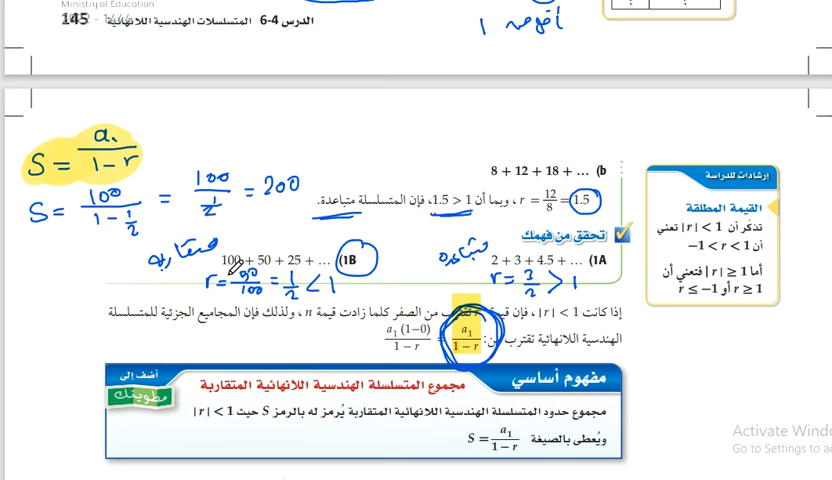 Ministry of Education
145 2022 - 1444
الدرس 4-6 المتسلسلات الهندسية اللانهائية
1
b) 8 + 12 + 18 + …
r = 12/8 = 1.5 ، وبما أن 1.5 > 1، فإن المتسلسلة متباعدة.
تحقق من فهمك
1A) 2 + 3 + 4.5 + …
متباعدة
r = 3/2 > 1
1B) 100 + 50 + 25 + …
متقاربة
r = 50/100 = 1/2 < 1
S = a₁/(1-r)
S = 100/(1-1/2) = 100/(1/2) = 200
إرشادات للدراسة
القيمة المطلقة
تذكر أن |r| < 1 تعني
أن -1 < r < 1
أما |r| ≥ 1 فتعني أن
r ≥ 1 أو r ≤ -1
إذا كانت |r| < 1، فإن قيمة تقترب من الصفر كلما زادت قيمة n، ولذلك فإن المجاميع الجزئية للمتسلسلة
الهندسية اللانهائية تقترب من: a₁(1-0)/(1-r) = a₁/(1-r)
مفهوم أساسي
مجموع المتسلسلة الهندسية اللانهائية المتقاربة
أضف إلى
مطويتك
مجموع حدود المتسلسلة الهندسية اللانهائية المتقاربة يُرمز له بالرمز S حيث |r| < 1
ويُعطى بالصيغة S = a₁/(1-r)
Activate Windo
Go to Settings to a